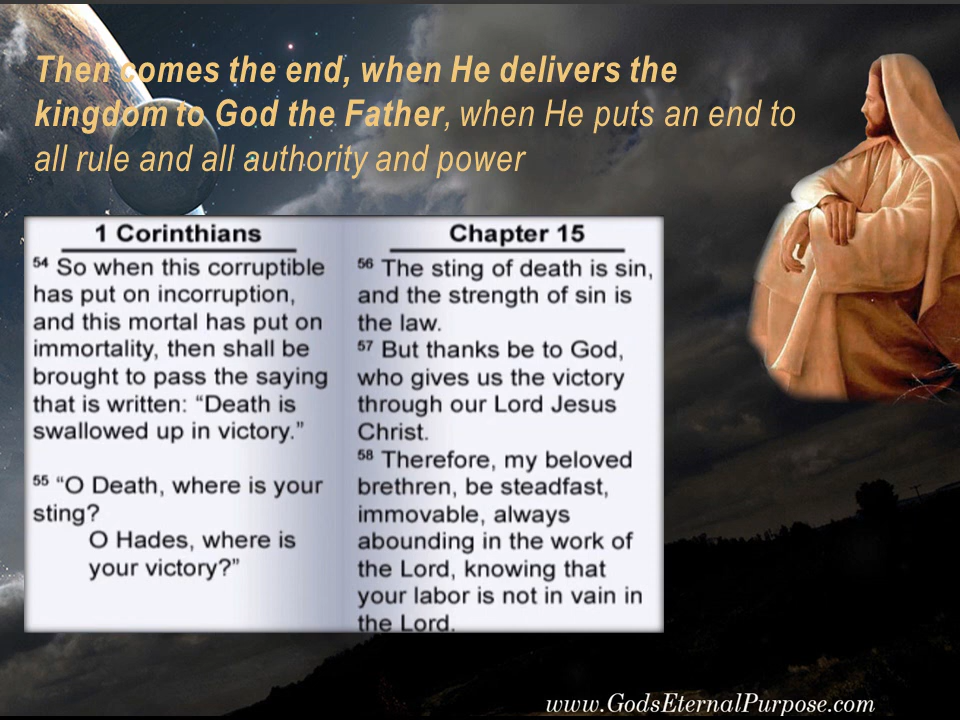 Then comes the end, when He delivers the
kingdom to God the Father, when He puts an end to
all rule and all authority and power
1 Corinthians
54 So when this corruptible
has put on incorruption,
and this mortal has put on
immortality, then shall be
brought to pass the saying
that is written: “Death is
swallowed up in victory.”
55 “O Death, where is your
sting?
O Hades, where is
your victory?”
Chapter 15
56 The sting of death is sin,
and the strength of sin is
the law.
57 But thanks be to God,
who gives us the victory
through our Lord Jesus
Christ.
58 Therefore, my beloved
brethren, be steadfast,
immovable, always
abounding in the work of
the Lord, knowing that
your labor is not in vain in
the Lord.
www.GodsEternalPurpose.com